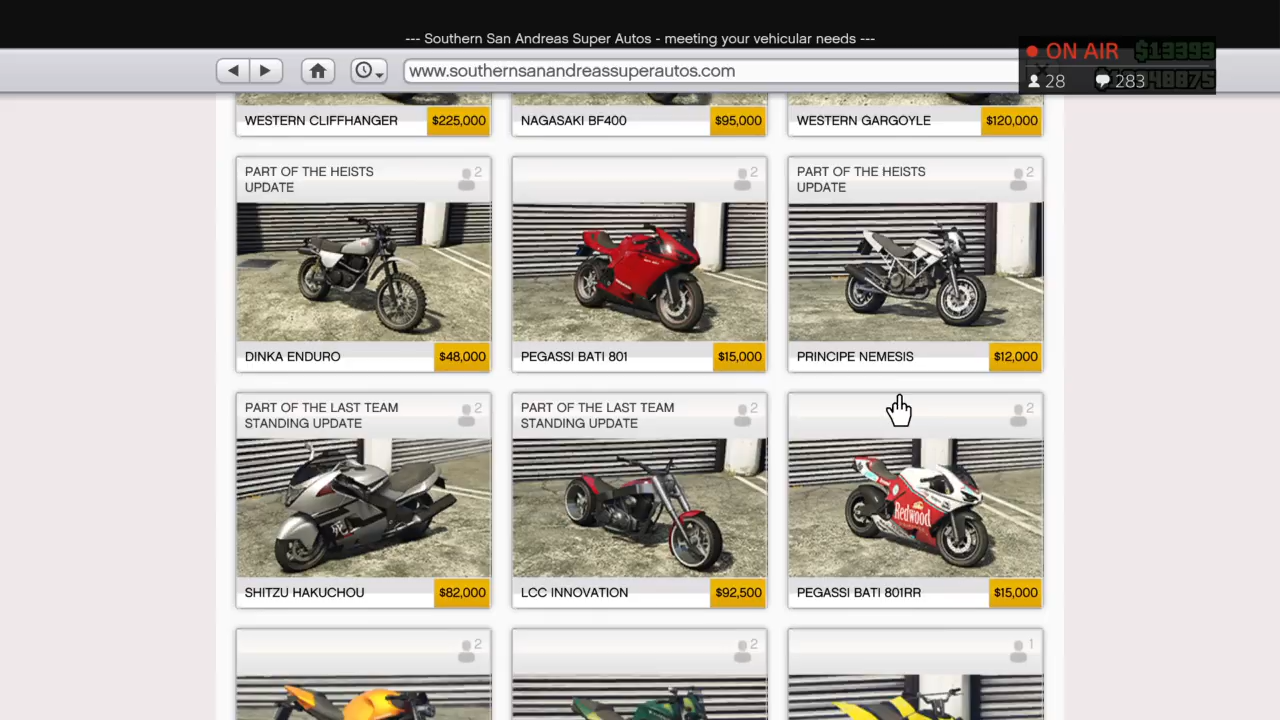 --- Southern San Andreas Super Autos - meeting your vehicular needs ---
ON AIR $13393
www.southernsanandreassuperautos.com
28 283
WESTERN CLIFFHANGER $225,000
NAGASAKI BF400 $95,000
WESTERN GARGOYLE $120,000
PART OF THE HEISTS
UPDATE
2
2
PART OF THE HEISTS
UPDATE
2
DINKA ENDURO $48,000
PEGASSI BATI 801 $15,000
PRINCIPE NEMESIS $12,000
PART OF THE LAST TEAM
STANDING UPDATE
2
PART OF THE LAST TEAM
STANDING UPDATE
2
2
Redwood
SHITZU HAKUCHOU $82,000
LCC INNOVATION $92,500
PEGASSI BATI 801RR $15,000
2
2
1